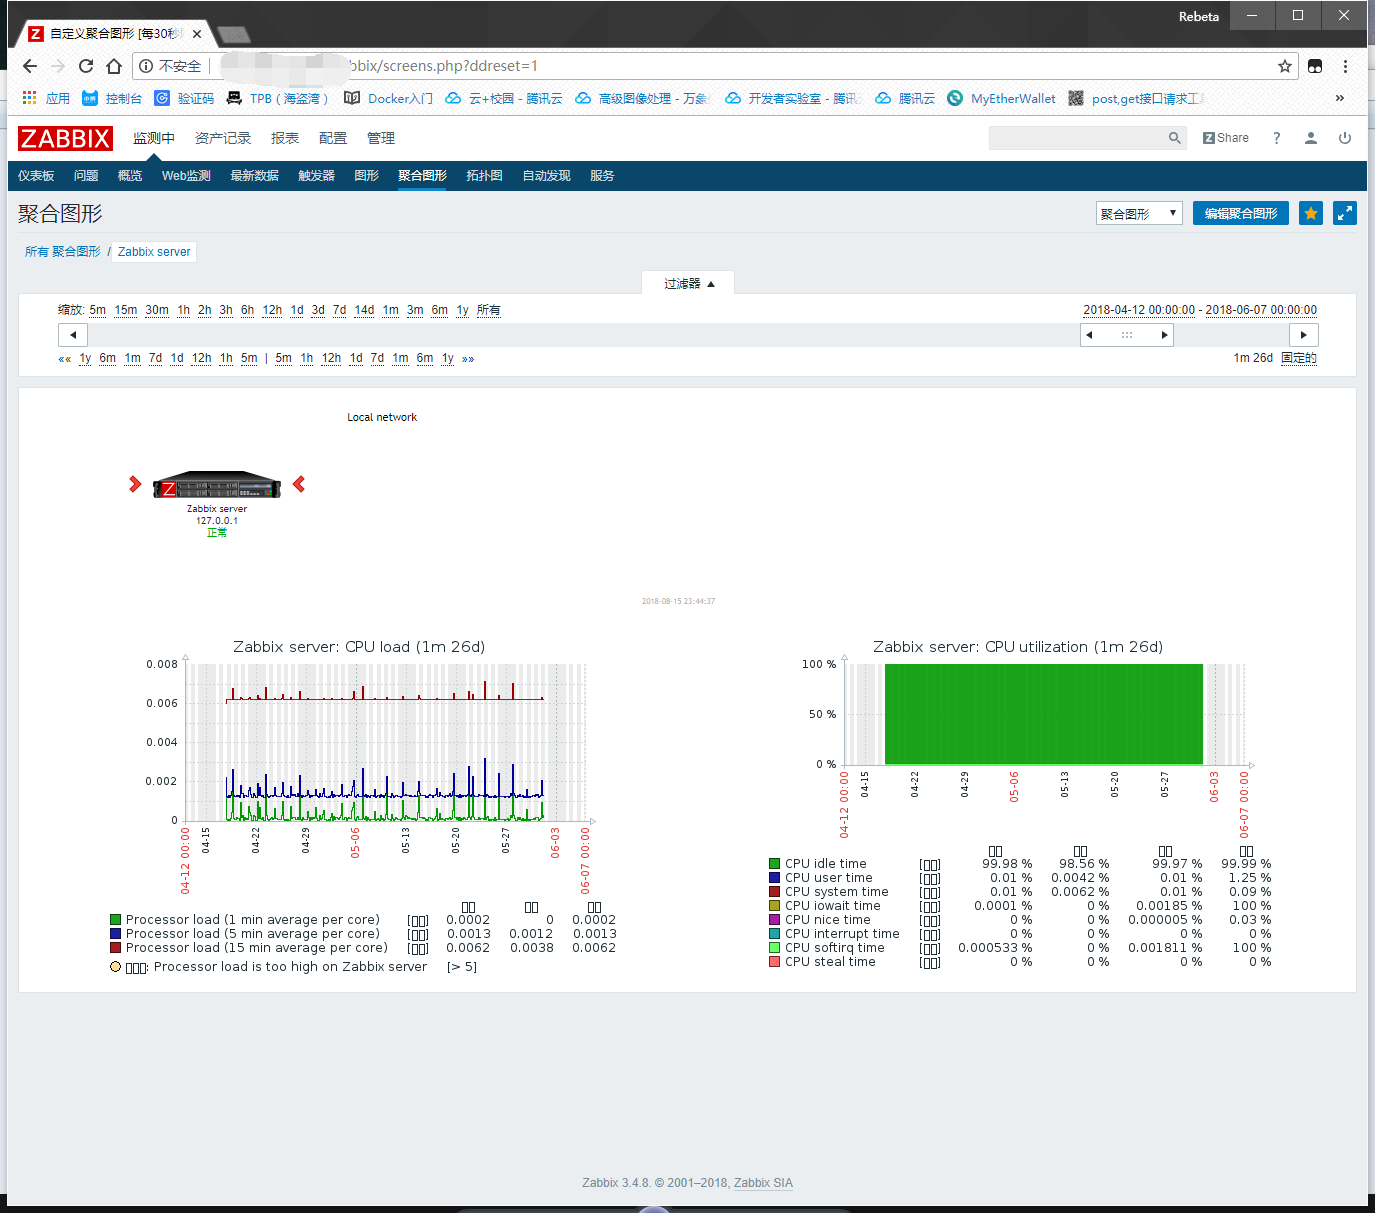 Rebeta
自定义聚合图形 [每30秒
不安全 | bbix/screens.php?ddreset=1
应用 控制台 验证码 TPB（海盗湾） Docker入门 云+校园 - 腾讯云 高级图像处理 - 万象 开发者实验室 - 腾讯 腾讯云 MyEtherWallet post,get接口请求工具 »
ZABBIX 监测中 资产记录 报表 配置 管理 Z Share ?
仪表板 问题 概览 Web监测 最新数据 触发器 图形 聚合图形 拓扑图 自动发现 服务
聚合图形 聚合图形 编辑聚合图形
所有 聚合图形 / Zabbix server
过滤器
缩放: 5m 15m 30m 1h 2h 3h 6h 12h 1d 3d 7d 14d 1m 3m 6m 1y 所有 2018-04-12 00:00:00 - 2018-06-07 00:00:00
«« 1y 6m 1m 7d 1d 12h 1h 5m | 5m 1h 12h 1d 7d 1m 6m 1y »» 1m 26d 固定的
Local network
Zabbix server
127.0.0.1
正常
2018-08-15 23:44:37
Zabbix server: CPU load (1m 26d)
0.008
0.006
0.004
0.002
0
04-12 00:00 04-15 04-22 04-29 05-06 05-13 05-20 05-27 06-03 06-07 00:00
Processor load (1 min average per core) [ ] 0.0002 0 0.0002
Processor load (5 min average per core) [ ] 0.0013 0.0012 0.0013
Processor load (15 min average per core) [ ] 0.0062 0.0038 0.0062
: Processor load is too high on Zabbix server [> 5]
Zabbix server: CPU utilization (1m 26d)
100 %
50 %
0 %
04-12 00:00 04-15 04-22 04-29 05-06 05-13 05-20 05-27 06-03 06-07 00:00
CPU idle time [ ] 99.98 % 98.56 % 99.97 % 99.99 %
CPU user time [ ] 0.01 % 0.0042 % 0.01 % 1.25 %
CPU system time [ ] 0.01 % 0.0062 % 0.01 % 0.09 %
CPU iowait time [ ] 0.0001 % 0 % 0.00185 % 100 %
CPU nice time [ ] 0 % 0 % 0.000005 % 0.03 %
CPU interrupt time [ ] 0 % 0 % 0 % 0 %
CPU softirq time [ ] 0.000533 % 0 % 0.001811 % 100 %
CPU steal time [ ] 0 % 0 % 0 % 0 %
Zabbix 3.4.8. © 2001–2018, Zabbix SIA